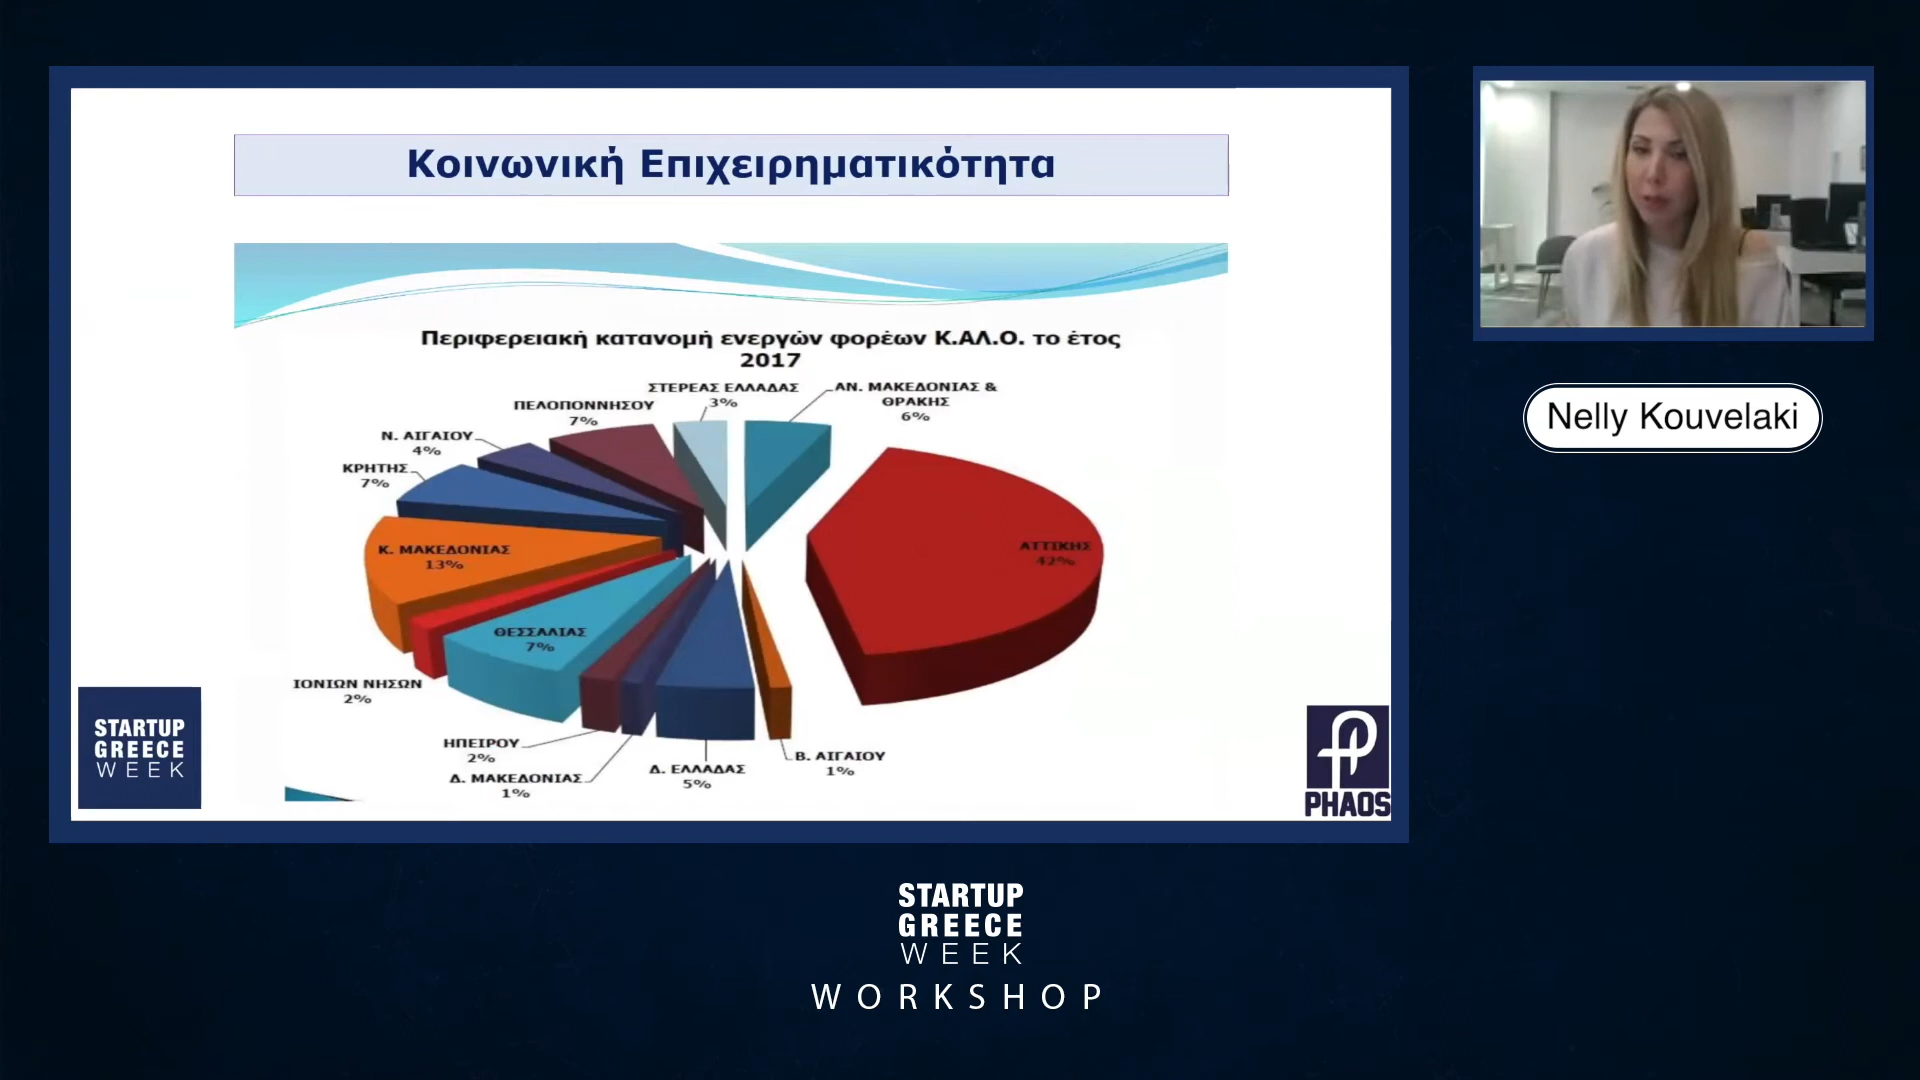 Κοινωνική Επιχειρηματικότητα
Περιφερειακή κατανομή ενεργών φορέων Κ.ΑΛ.Ο. το έτος
2017
ΣΤΕΡΕΑΣ ΕΛΛΑΔΑΣ
3%
ΑΝ. ΜΑΚΕΔΟΝΙΑΣ &
ΘΡΑΚΗΣ
6%
ΠΕΛΟΠΟΝΝΗΣΟΥ
7%
Ν. ΑΙΓΑΙΟΥ
4%
ΚΡΗΤΗΣ
7%
Κ. ΜΑΚΕΔΟΝΙΑΣ
13%
ΑΤΤΙΚΗΣ
42%
ΘΕΣΣΑΛΙΑΣ
7%
ΙΟΝΙΩΝ ΝΗΣΩΝ
2%
ΗΠΕΙΡΟΥ
2%
Δ. ΜΑΚΕΔΟΝΙΑΣ
1%
Δ. ΕΛΛΑΔΑΣ
5%
Β. ΑΙΓΑΙΟΥ
1%
STARTUP
GREECE
WEEK
PHAOS
Nelly Kouvelaki
STARTUP
GREECE
WEEK
WORKSHOP